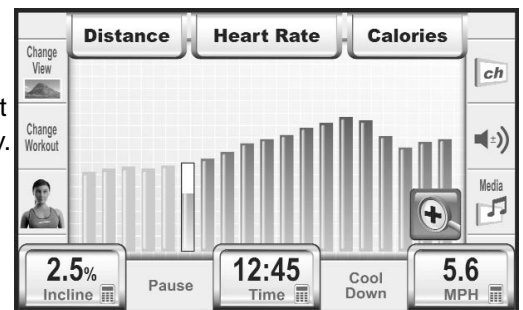 Distance
Heart Rate
Calories
Change
View
ch
t
y.
Change
Workout
±
Media
2.5%
Incline
Pause
12:45
Time
Cool
Down
5.6
MPH